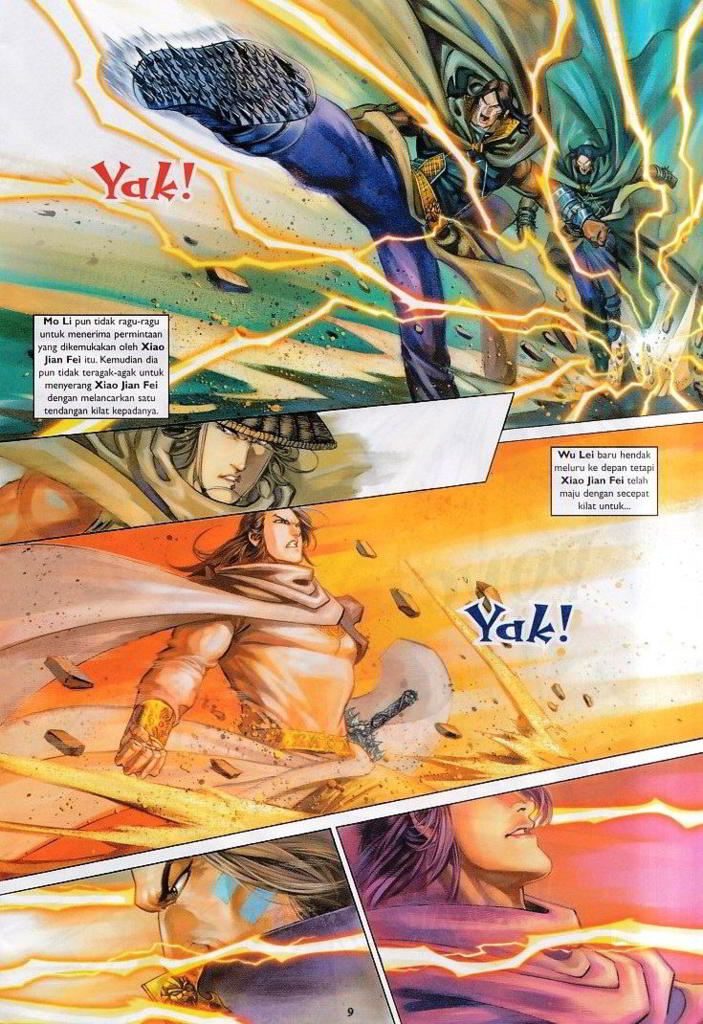 Yak!
Mo Li pun tidak ragu-ragu
untuk menerima permintaan
yang dikemukakan oleh Xiao
Jian Fei itu. Kemudian dia
pun tidak teragak-agak untuk
menyerang Xiao Jian Fei
dengan melancarkan satu
tendangan kilat kepadanya.
Wu Lei baru hendak
meluru ke depan tetapi
Xiao Jian Fei telah
maju dengan secepat
kilat untuk...
Yak!
9